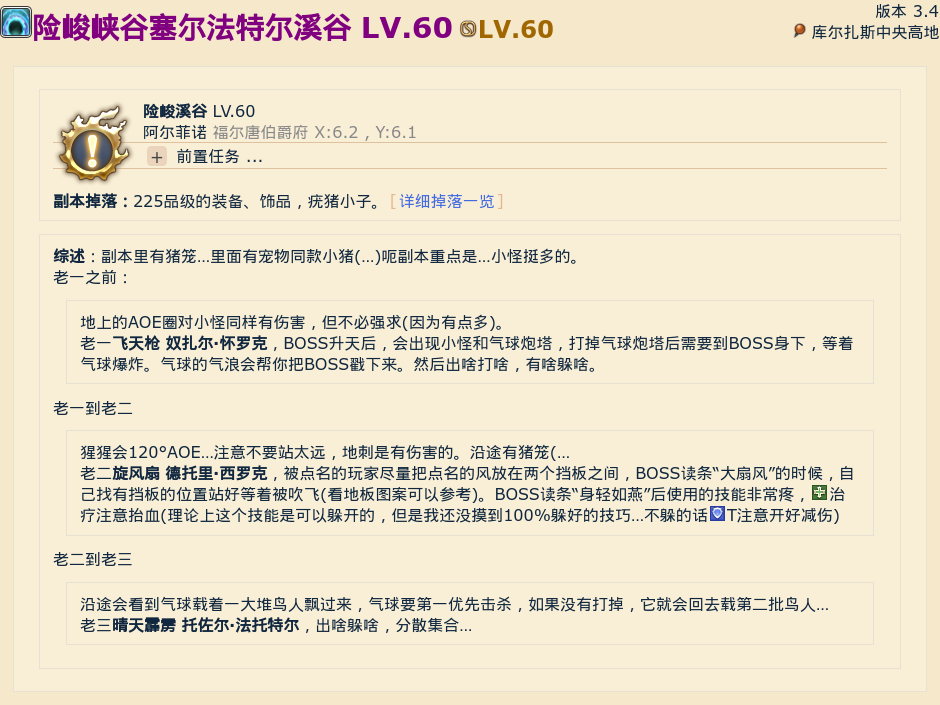 险峻峡谷塞尔法特尔溪谷 LV.60 LV.60
版本 3.4
库尔扎斯中央高地
险峻溪谷 LV.60
阿尔菲诺 福尔唐伯爵府 X:6.2 , Y:6.1
+ 前置任务 ...
副本掉落：225品级的装备、饰品，疣猪小子。 [ 详细掉落一览 ]
综述：副本里有猪笼...里面有宠物同款小猪(...)呃副本重点是...小怪挺多的。
老一之前：
地上的AOE圈对小怪同样有伤害，但不必强求(因为有点多)。
老一飞天枪 奴扎尔·怀罗克，BOSS升天后，会出现小怪和气球炮塔，打掉气球炮塔后需要到BOSS身下，等着
气球爆炸。气球的气浪会帮你把BOSS戳下来。然后出啥打啥，有啥躲啥。
老一到老二
猩猩会120°AOE...注意不要站太远，地刺是有伤害的。沿途有猪笼(...
老二旋风扇 德托里·西罗克，被点名的玩家尽量把点名的风放在两个挡板之间，BOSS读条“大扇风”的时候，自
己找有挡板的位置站好等着被吹飞(看地板图案可以参考)。BOSS读条“身轻如燕”后使用的技能非常疼，治
疗注意抬血(理论上这个技能是可以躲开的，但是我还没摸到100%躲好的技巧...不躲的话T注意开好减伤)
老二到老三
沿途会看到气球载着一大堆鸟人飘过来，气球要第一优先击杀，如果没有打掉，它就会回去载第二批鸟人...
老三晴天霹雳 托佐尔·法托特尔，出啥躲啥，分散集合...